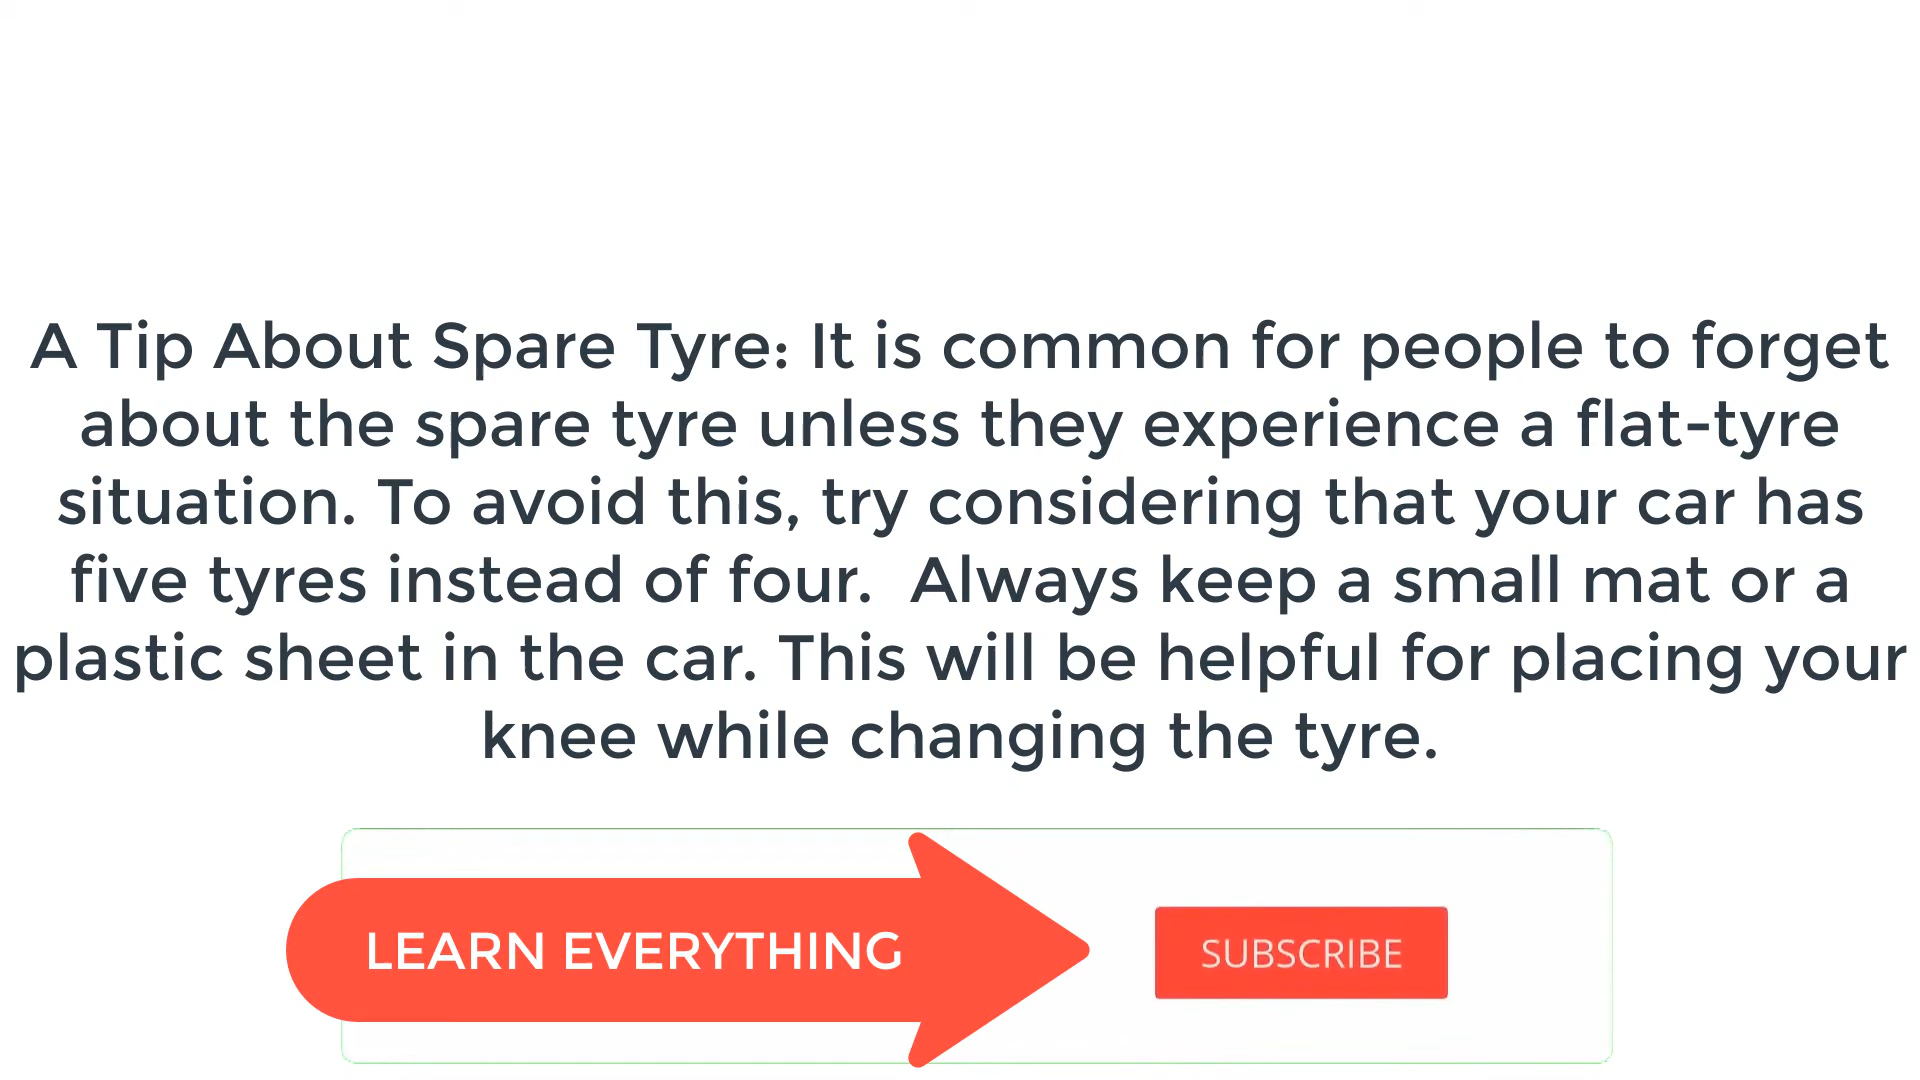 A Tip About Spare Tyre: It is common for people to forget
about the spare tyre unless they experience a flat-tyre
situation. To avoid this, try considering that your car has
five tyres instead of four.  Always keep a small mat or a
plastic sheet in the car. This will be helpful for placing your
knee while changing the tyre.
LEARN EVERYTHING
SUBSCRIBE